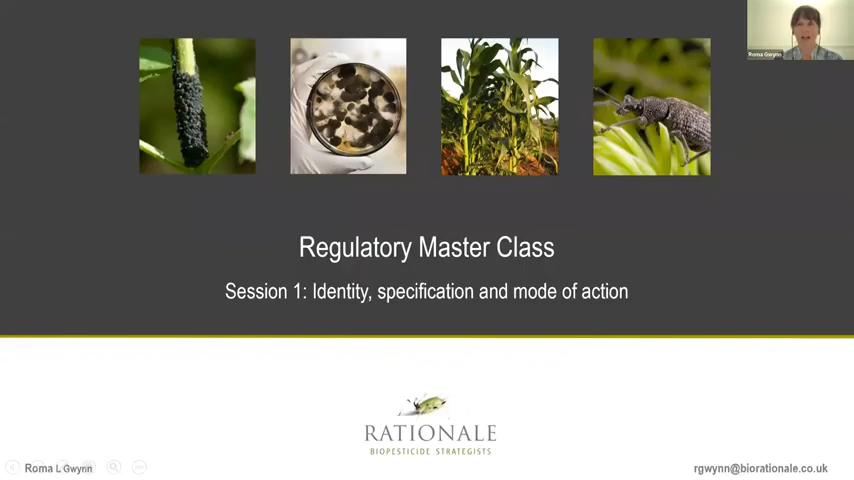 Roma Gwynn
Regulatory Master Class
Session 1: Identity, specification and mode of action
RATIONALE
BIOPESTICIDE STRATEGISTS
Roma L Gwynn
rgwynn@biorationale.co.uk